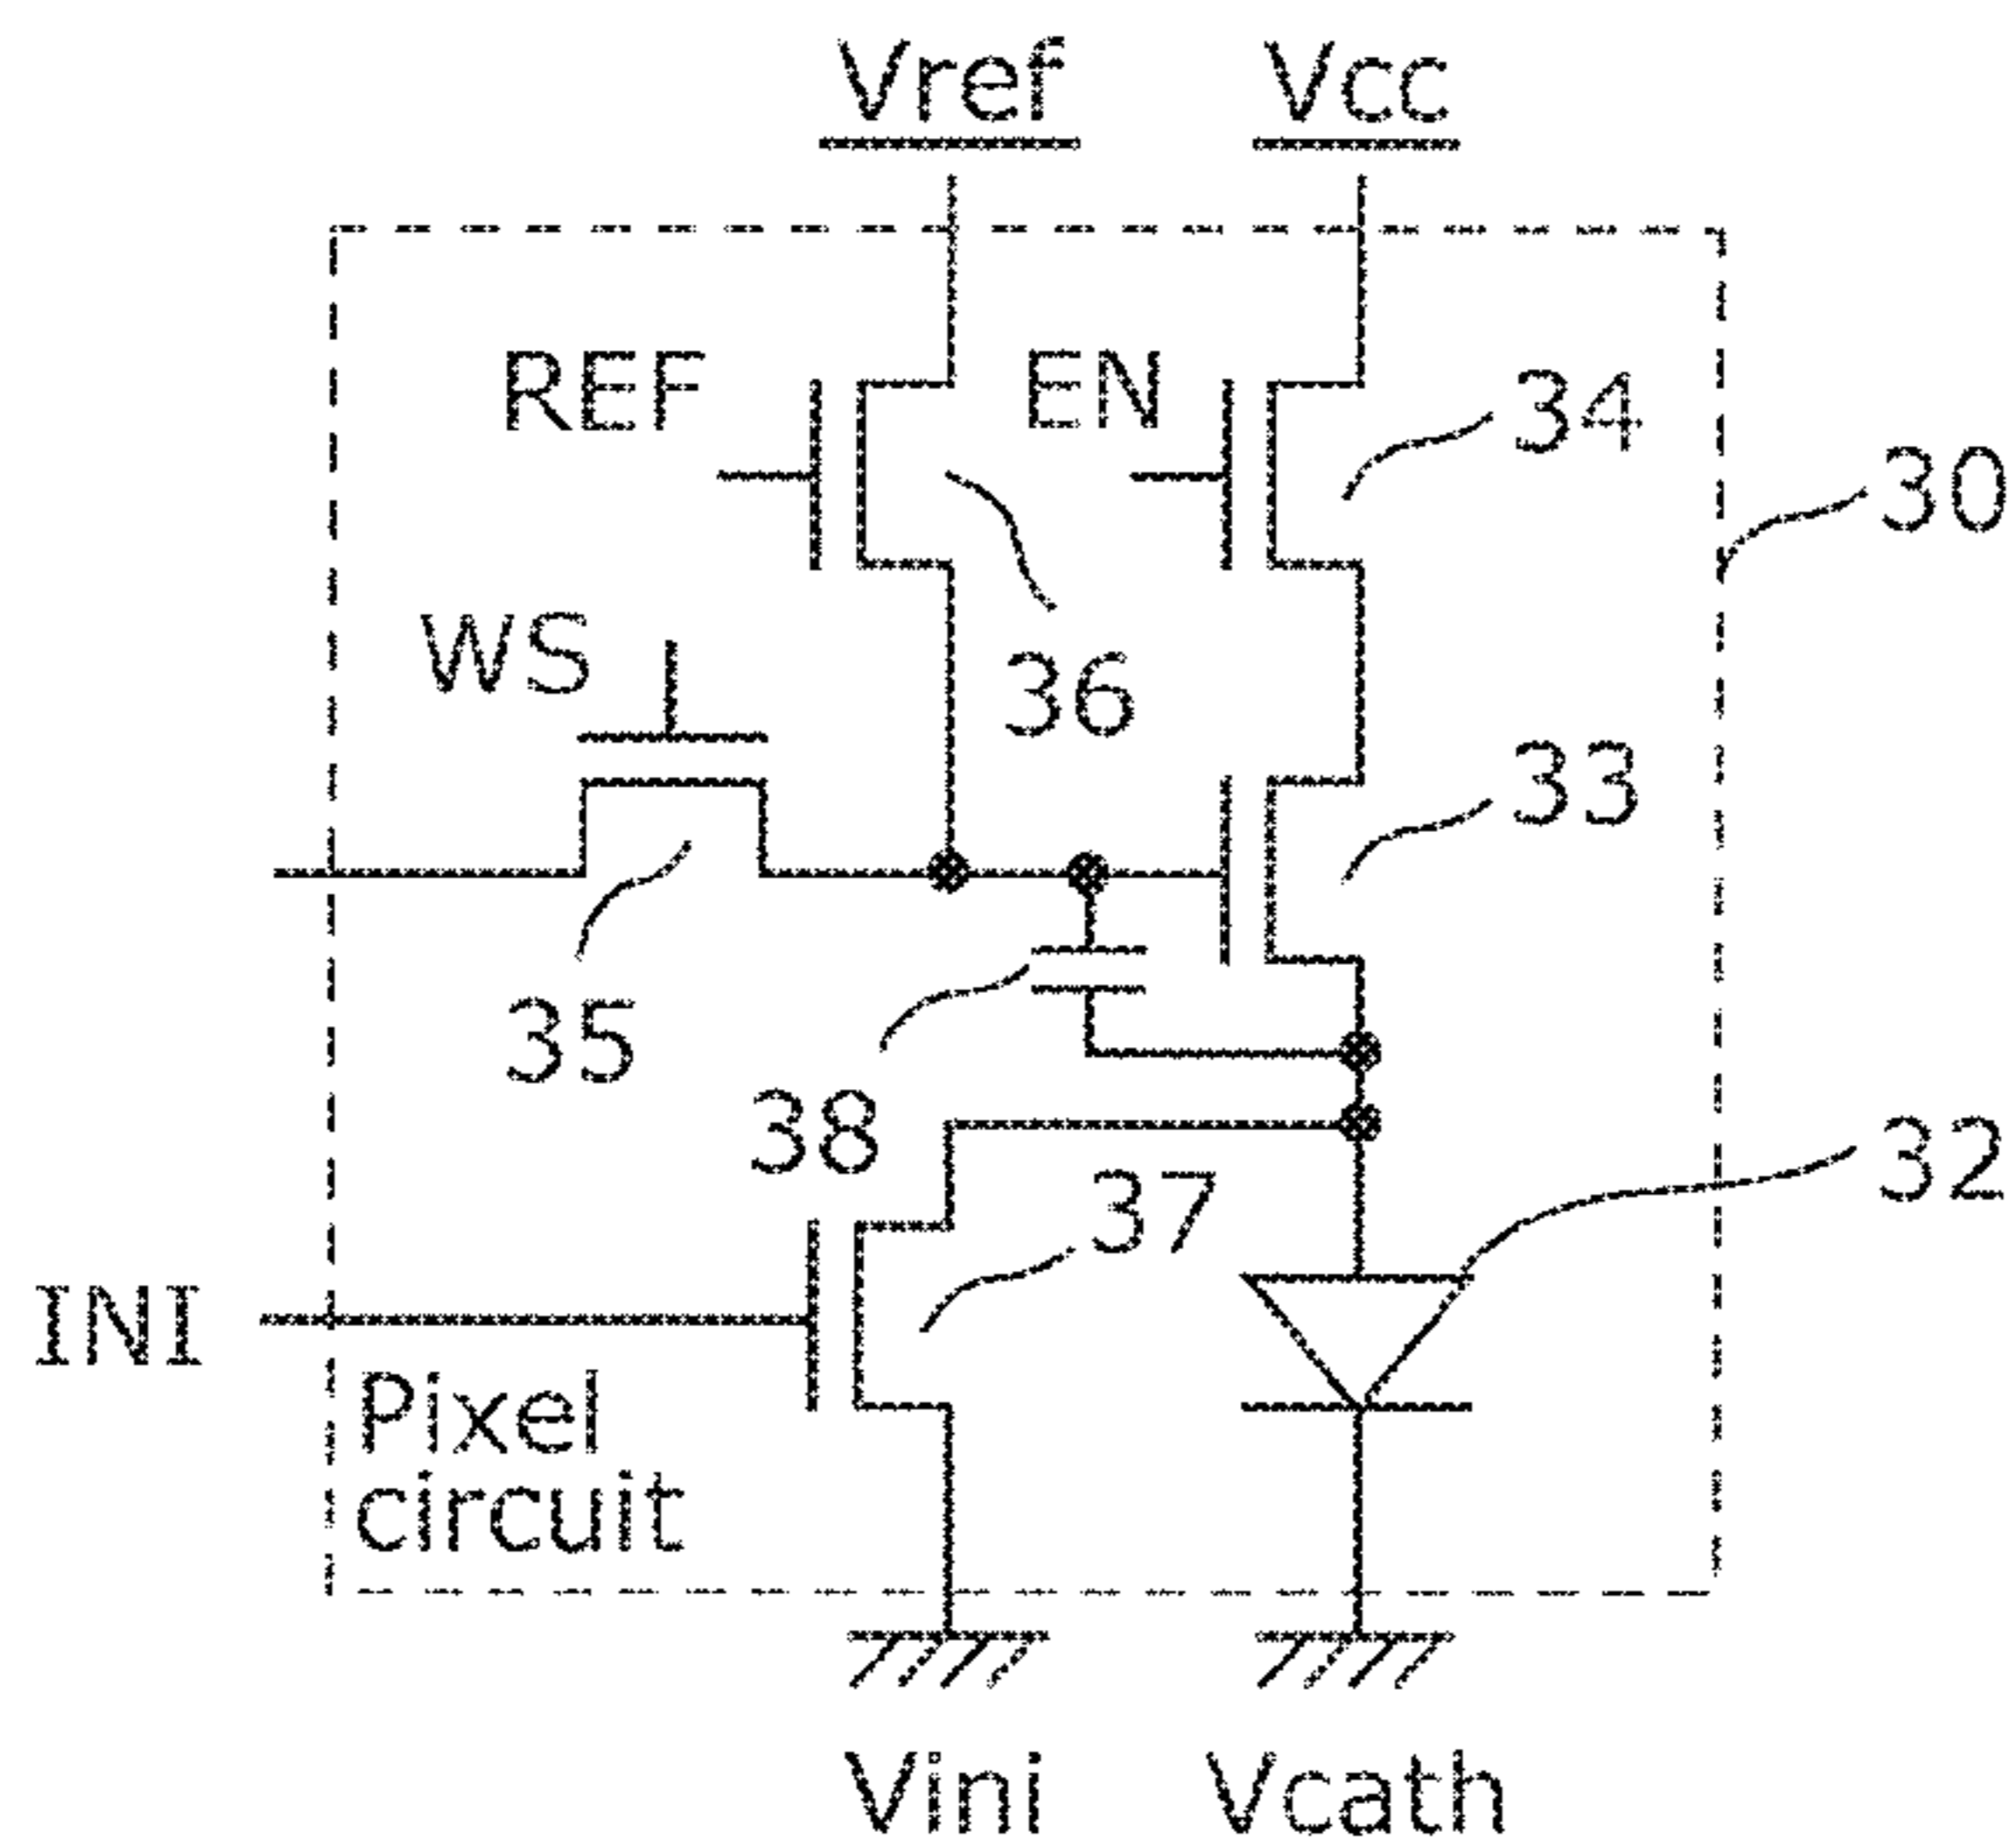 Vref Vcc
REF EN 34
30
WS 36
33
35
38 32
37
INI
Pixel
circuit
Vini Vcath